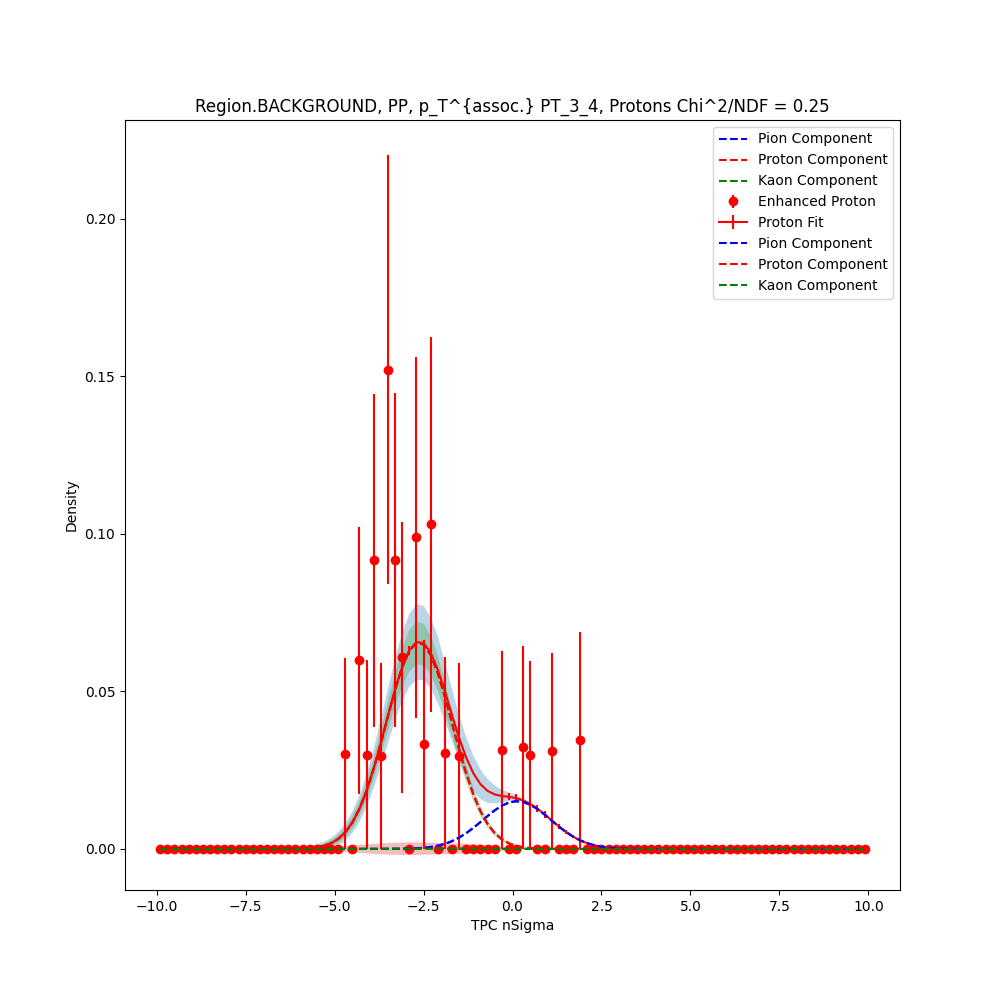 Region.BACKGROUND, PP, p_T^{assoc.} PT_3_4, Protons Chi^2/NDF = 0.25
Pion Component
Proton Component
Kaon Component
Enhanced Proton
Proton Fit
Pion Component
Proton Component
Kaon Component
Density
0.20
0.15
0.10
0.05
0.00
−10.0 −7.5 −5.0 −2.5 0.0 2.5 5.0 7.5 10.0
TPC nSigma